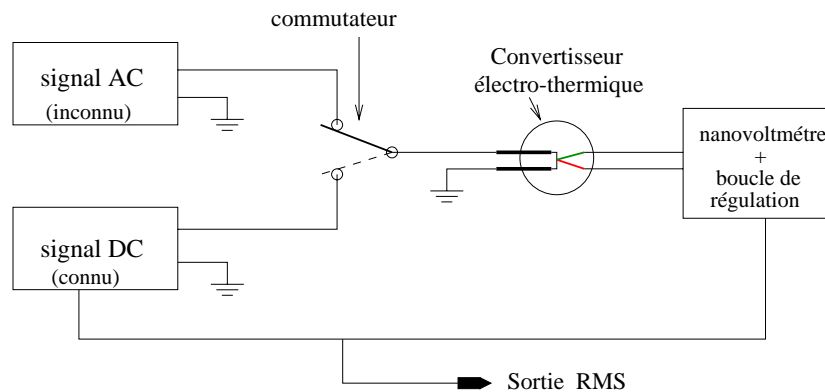 commutateur
signal AC
(inconnu)
Convertisseur
électro-thermique
nanovoltmétre
+
boucle de
régulation
signal DC
(connu)
Sortie RMS